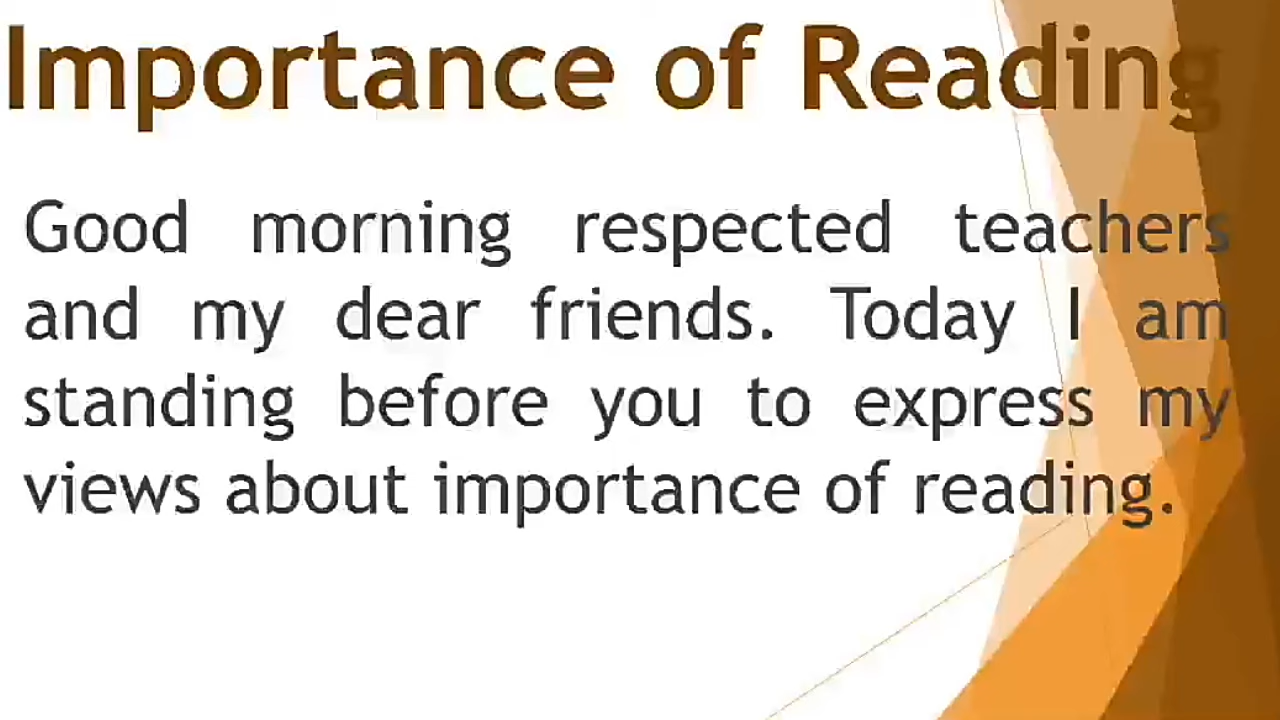 Importance of Reading
Good morning respected teachers
and my dear friends. Today I am
standing before you to express my
views about importance of reading.